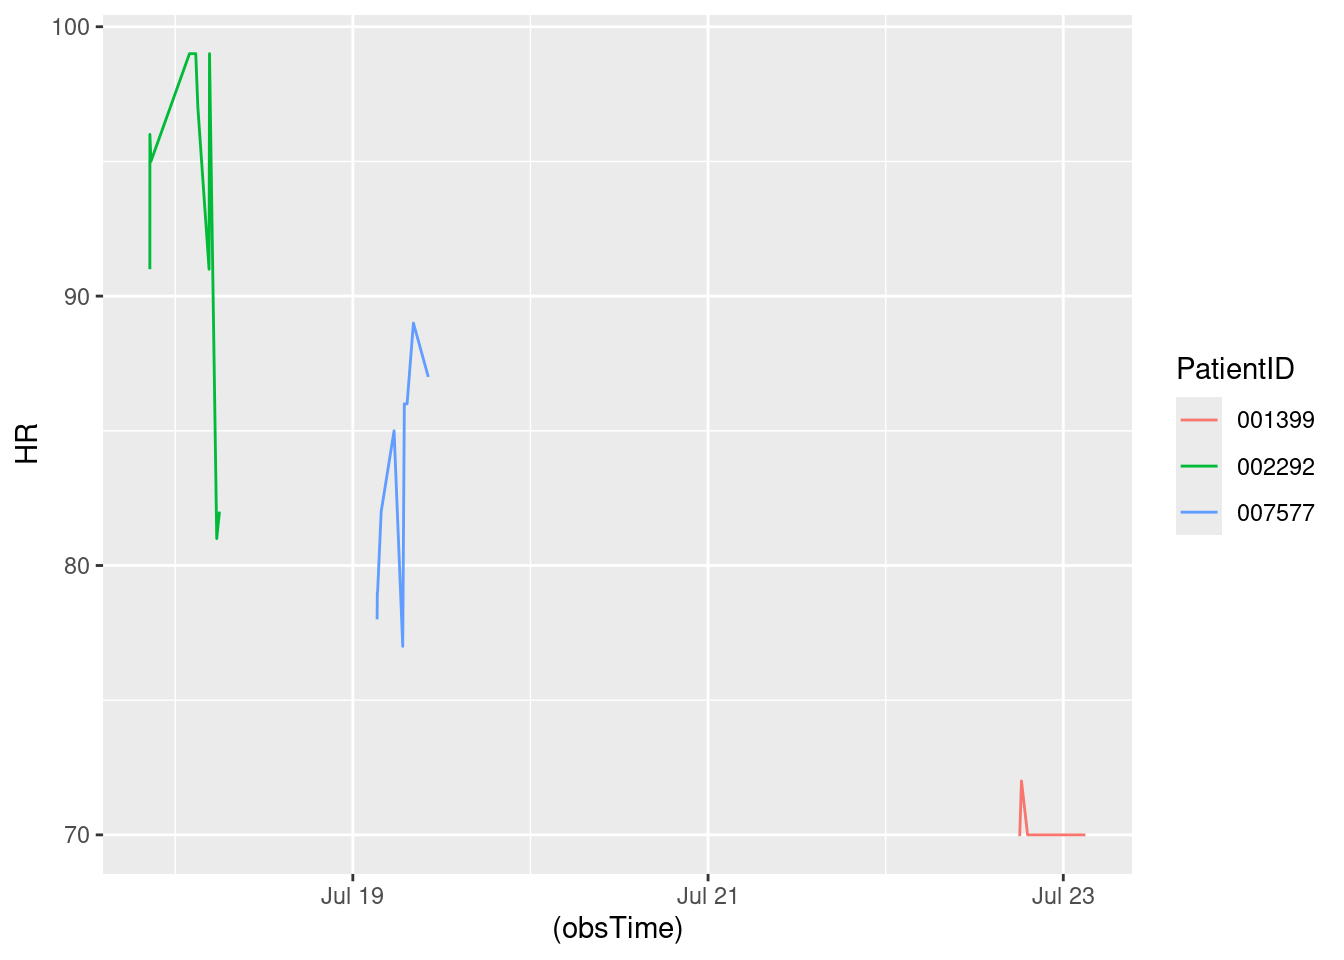 100
90
80
70
HR
Jul 19
Jul 21
Jul 23
(obsTime)
PatientID
001399
002292
007577